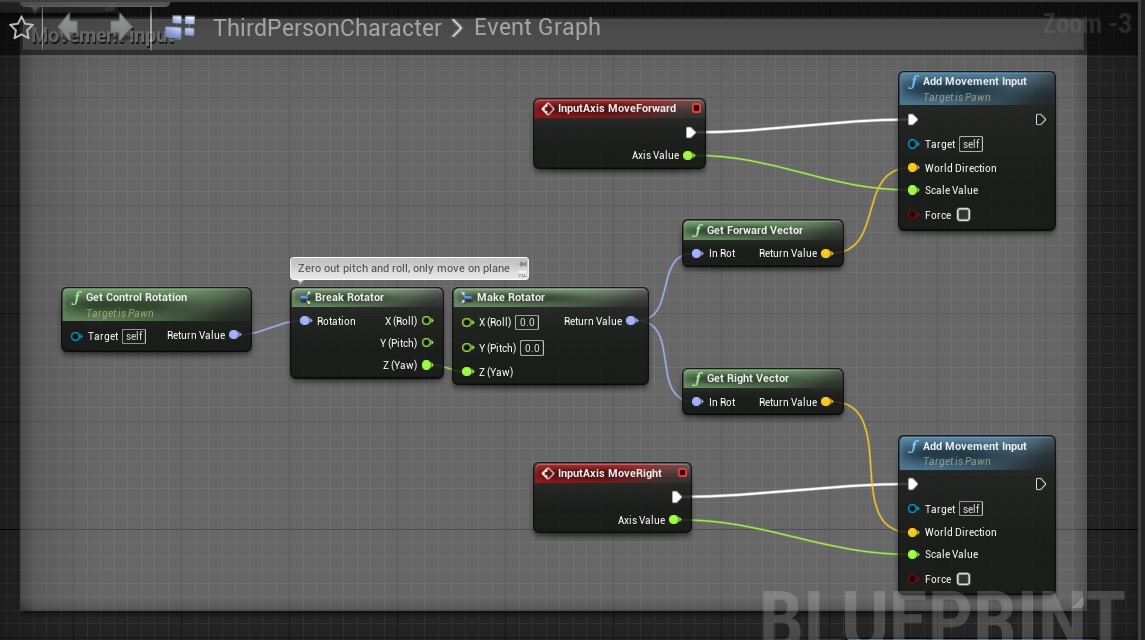 Movement Input
ThirdPersonCharacter > Event Graph
Zoom -3
Add Movement Input
Target is Pawn
Target self
World Direction
Scale Value
Force
InputAxis MoveForward
Axis Value
Get Forward Vector
In Rot Return Value
Zero out pitch and roll, only move on plane
Get Control Rotation
Target is Pawn
Target self Return Value
Break Rotator
Rotation X (Roll)
Y (Pitch)
Z (Yaw)
Make Rotator
X (Roll) 0.0 Return Value
Y (Pitch) 0.0
Z (Yaw)
Get Right Vector
In Rot Return Value
InputAxis MoveRight
Axis Value
Add Movement Input
Target is Pawn
Target self
World Direction
Scale Value
Force
BLUEPRINT